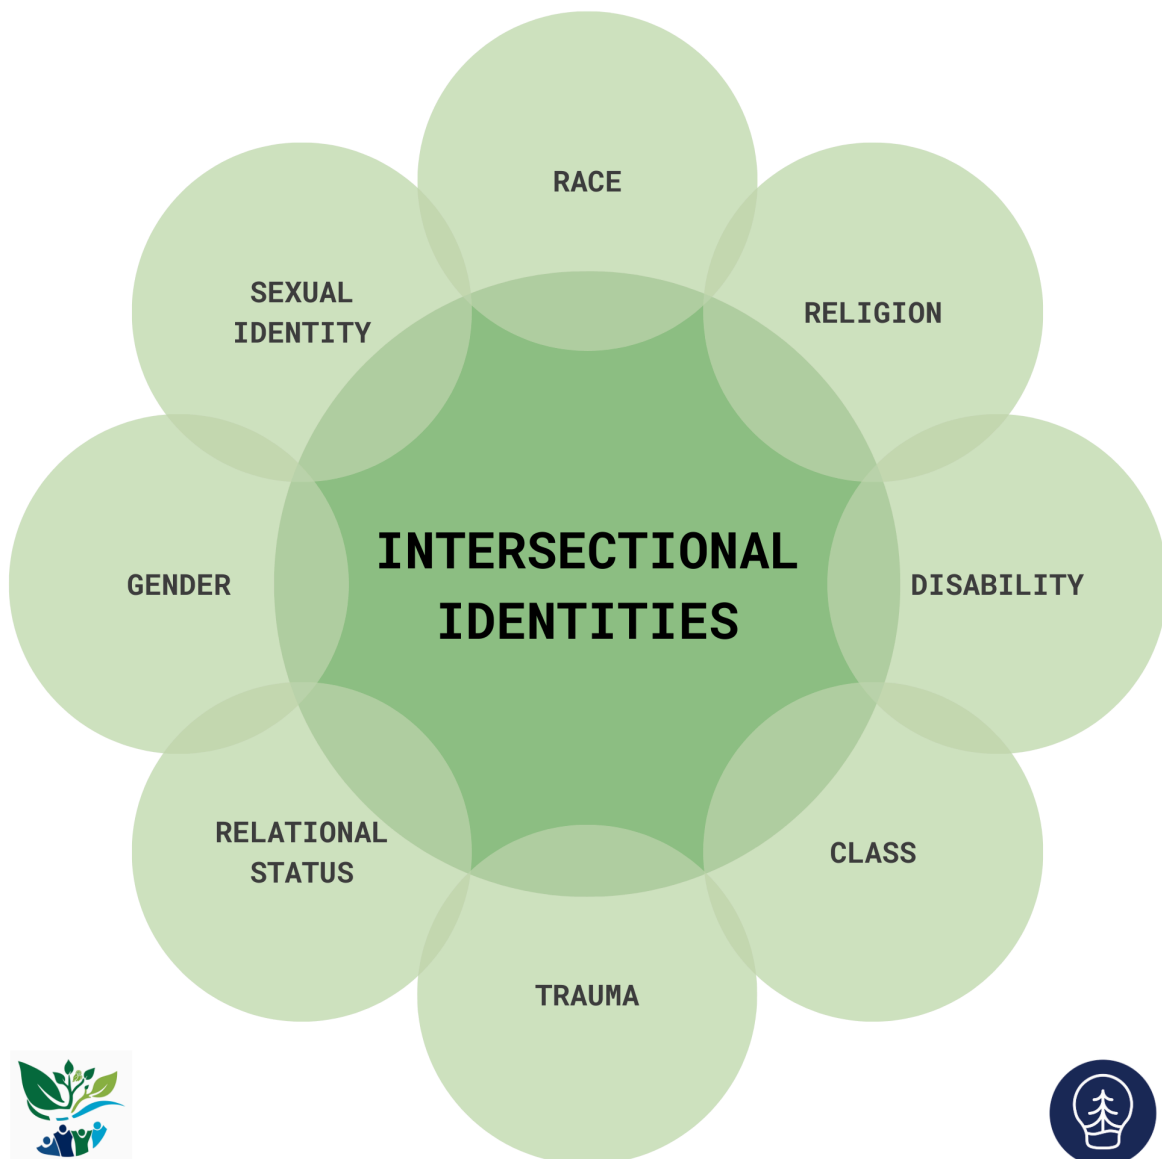 RACE
SEXUAL
IDENTITY
RELIGION
INTERSECTIONAL
IDENTITIES
GENDER
DISABILITY
RELATIONAL
STATUS
CLASS
TRAUMA